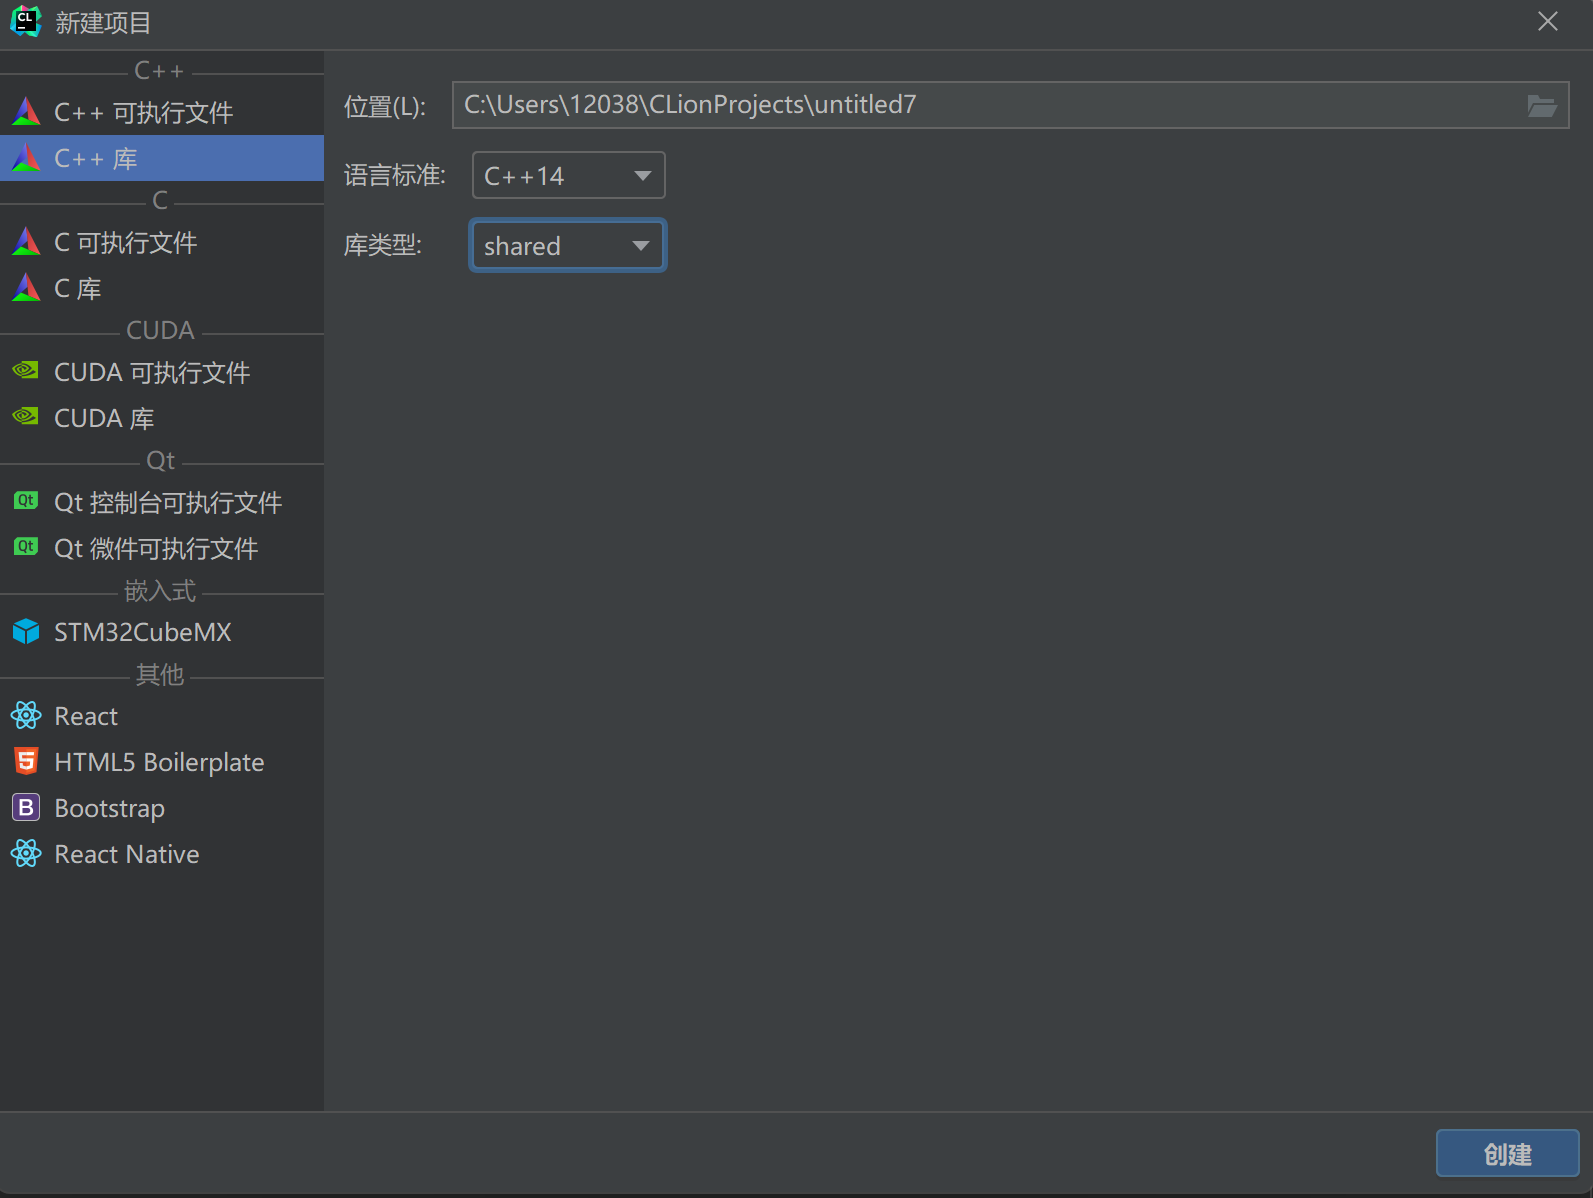 CL
新建项目
C++
C++ 可执行文件
C++ 库
C
C 可执行文件
C 库
CUDA
CUDA 可执行文件
CUDA 库
Qt
Qt Qt 控制台可执行文件
Qt Qt 微件可执行文件
嵌入式
STM32CubeMX
其他
React
5 HTML5 Boilerplate
B Bootstrap
React Native
位置(L): C:\Users\12038\CLionProjects\untitled7
语言标准: C++14
库类型: shared
创建